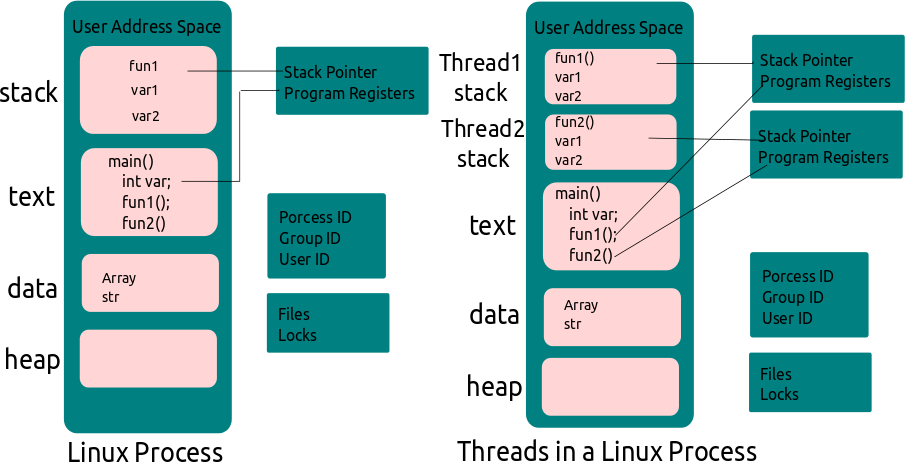 User Address Space
stack
fun1
var1
var2
Stack Pointer
Program Registers
text
main()
int var;
fun1();
fun2()
Porcess ID
Group ID
User ID
data
Array
str
Files
Locks
heap
Linux Process
User Address Space
Thread1
stack
fun1()
var1
var2
Stack Pointer
Program Registers
Thread2
stack
fun2()
var1
var2
Stack Pointer
Program Registers
text
main()
int var;
fun1();
fun2()
Porcess ID
Group ID
User ID
data
Array
str
Files
Locks
heap
Threads in a Linux Process